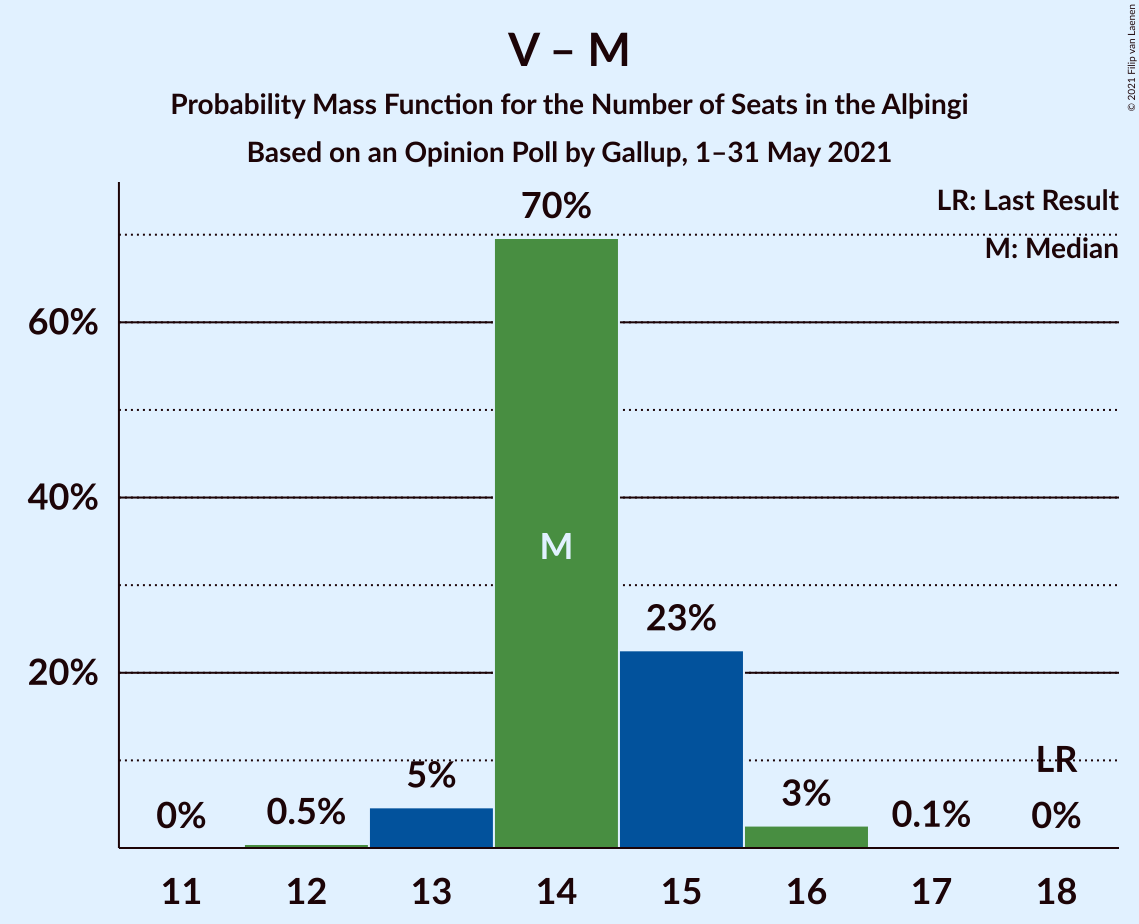 V – M
Probability Mass Function for the Number of Seats in the Alþingi
Based on an Opinion Poll by Gallup, 1–31 May 2021
© 2021 Filip van Laenen
LR: Last Result
M: Median
70%
60%
40%
M
23%
20%
LR
5%
3%
0%
0.5%
0.1%
0%
11 12 13 14 15 16 17 18